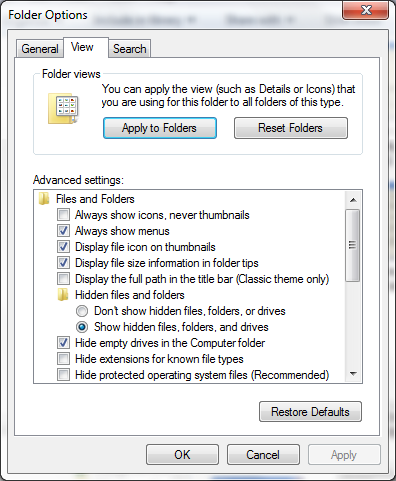 Folder Options
General
View
Search
Folder views
You can apply the view (such as Details or Icons) that
you are using for this folder to all folders of this type.
Apply to Folders
Reset Folders
Advanced settings:
Files and Folders
Always show icons, never thumbnails
Always show menus
Display file icon on thumbnails
Display file size information in folder tips
Display the full path in the title bar (Classic theme only)
Hidden files and folders
Don't show hidden files, folders, or drives
Show hidden files, folders, and drives
Hide empty drives in the Computer folder
Hide extensions for known file types
Hide protected operating system files (Recommended)
Restore Defaults
OK
Cancel
Apply